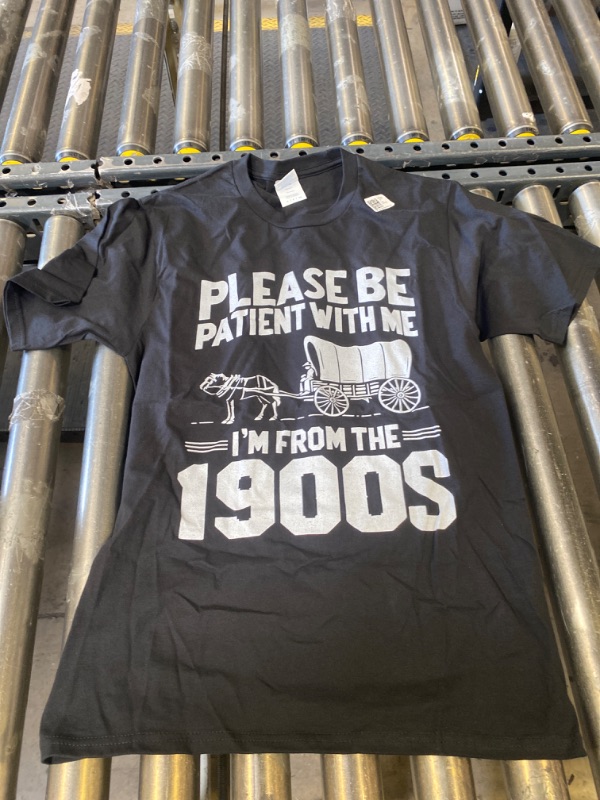 PLEASE BE
PATIENT WITH ME
I'M FROM THE
1900S